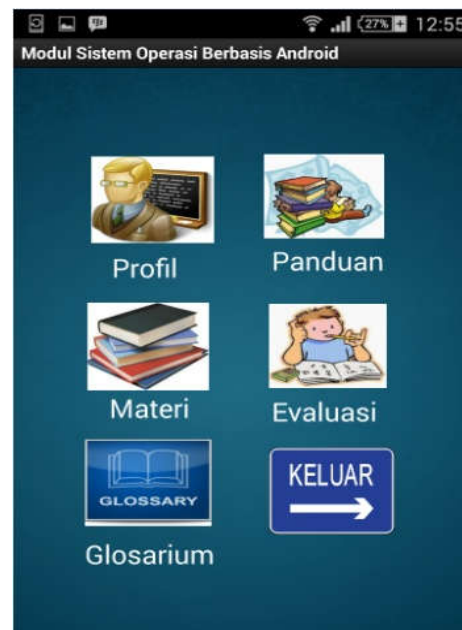 27% 12:55
Modul Sistem Operasi Berbasis Android
Profil
Panduan
Materi
Evaluasi
GLOSSARY
KELUAR
Glosarium